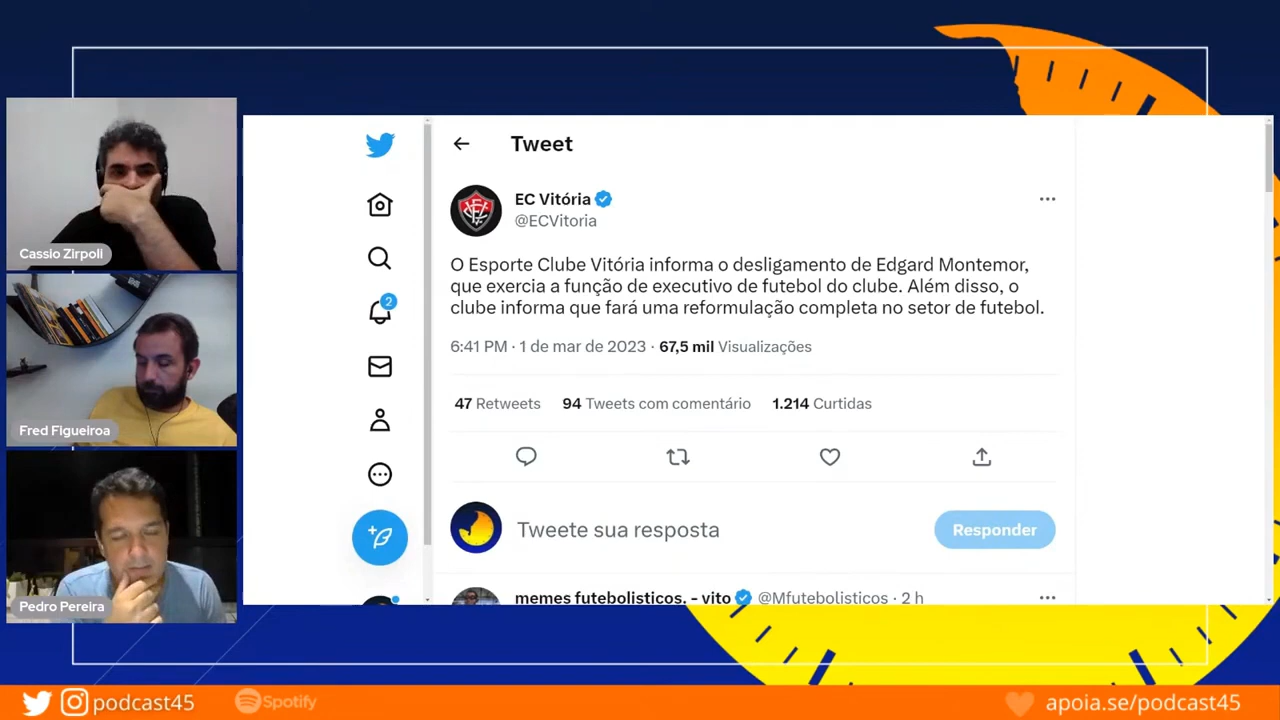 Cassio Zirpoli
Fred Figueiroa
Pedro Pereira
Tweet
EC Vitória
@ECVitoria
O Esporte Clube Vitória informa o desligamento de Edgard Montemor,
que exercia a função de executivo de futebol do clube. Além disso, o
clube informa que fará uma reformulação completa no setor de futebol.
6:41 PM · 1 de mar de 2023 · 67,5 mil Visualizações
47 Retweets 94 Tweets com comentário 1.214 Curtidas
2
Tweete sua resposta
Responder
memes futebolisticos. - vito @Mfutebolisticos · 2 h
podcast45
Spotify
apoia.se/podcast45